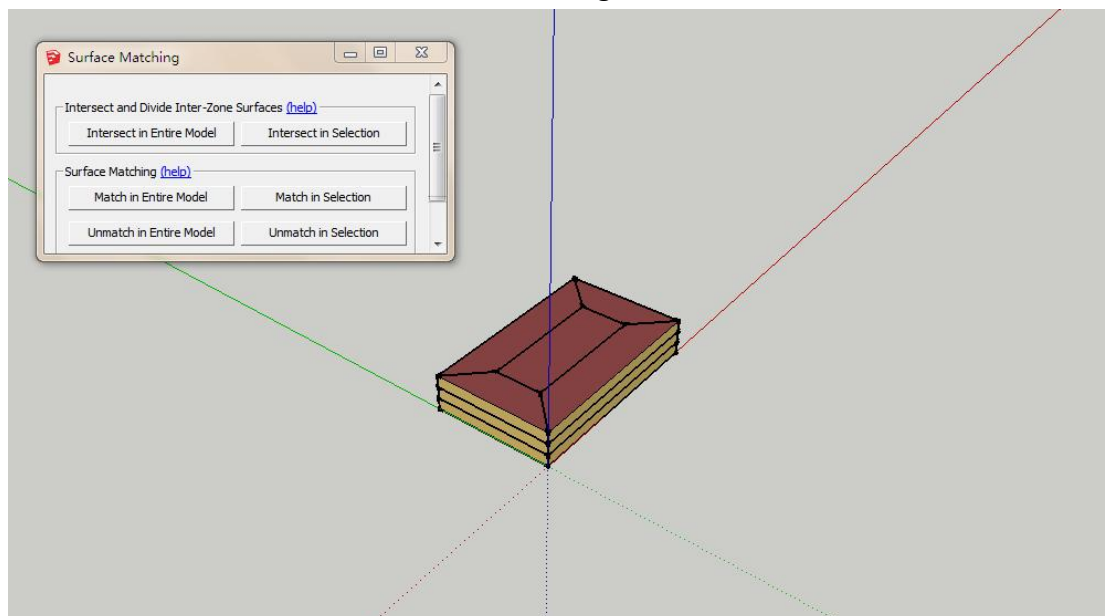 Surface Matching
Intersect and Divide Inter-Zone Surfaces (help)
Intersect in Entire Model Intersect in Selection
Surface Matching (help)
Match in Entire Model Match in Selection
Unmatch in Entire Model Unmatch in Selection